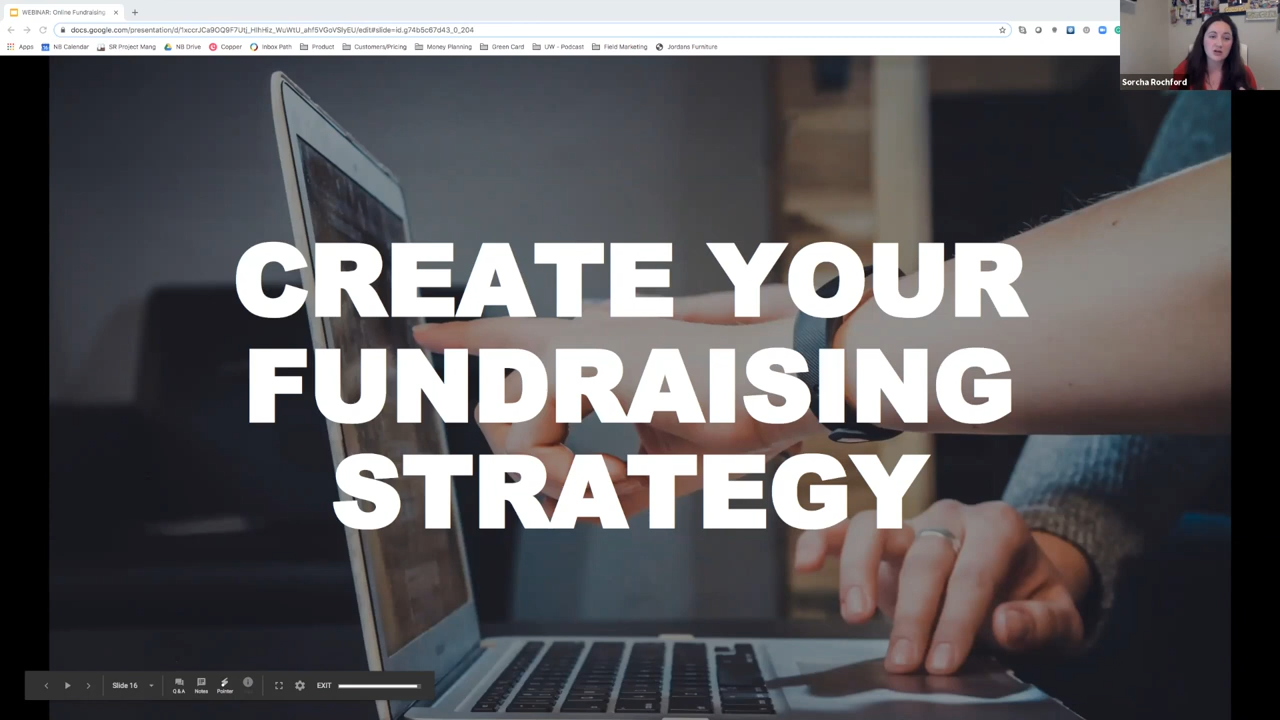 WEBINAR: Online Fundraising
docs.google.com/presentation/d/1xccrJCa9OQ9F7Utj_HlhHiz_WuWtU_ahf5VGoVSlyEU/edit#slide=id.g74b5c67d43_0_204
Apps NB Calendar SR Project Mang NB Drive Copper Inbox Path Product Customers/Pricing Money Planning Green Card UW - Podcast Field Marketing Jordans Furniture
Sorcha Rochford
CREATE YOUR
FUNDRAISING
STRATEGY
Slide 16 Q&A Notes Pointer EXIT